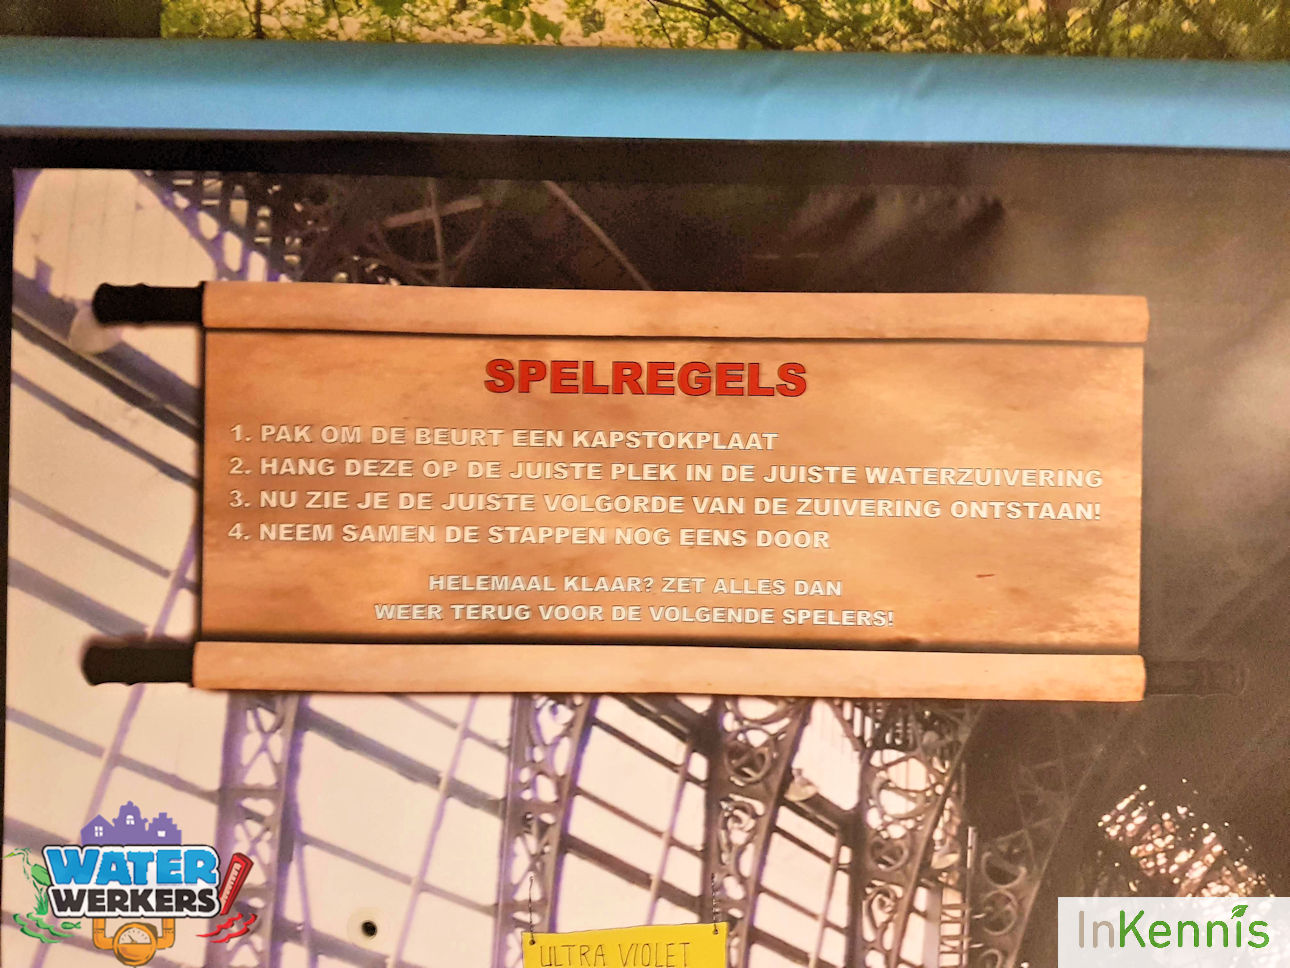 SPELREGELS
1. PAK OM DE BEURT EEN KAPSTOKPLAAT
2. HANG DEZE OP DE JUISTE PLEK IN DE JUISTE WATERZUIVERING
3. NU ZIE JE DE JUISTE VOLGORDE VAN DE ZUIVERING ONTSTAAN!
4. NEEM SAMEN DE STAPPEN NOG EENS DOOR
HELEMAAL KLAAR? ZET ALLES DAN
WEER TERUG VOOR DE VOLGENDE SPELERS!
WATER
WERKERS
ULTRA VIOLET
InKennis